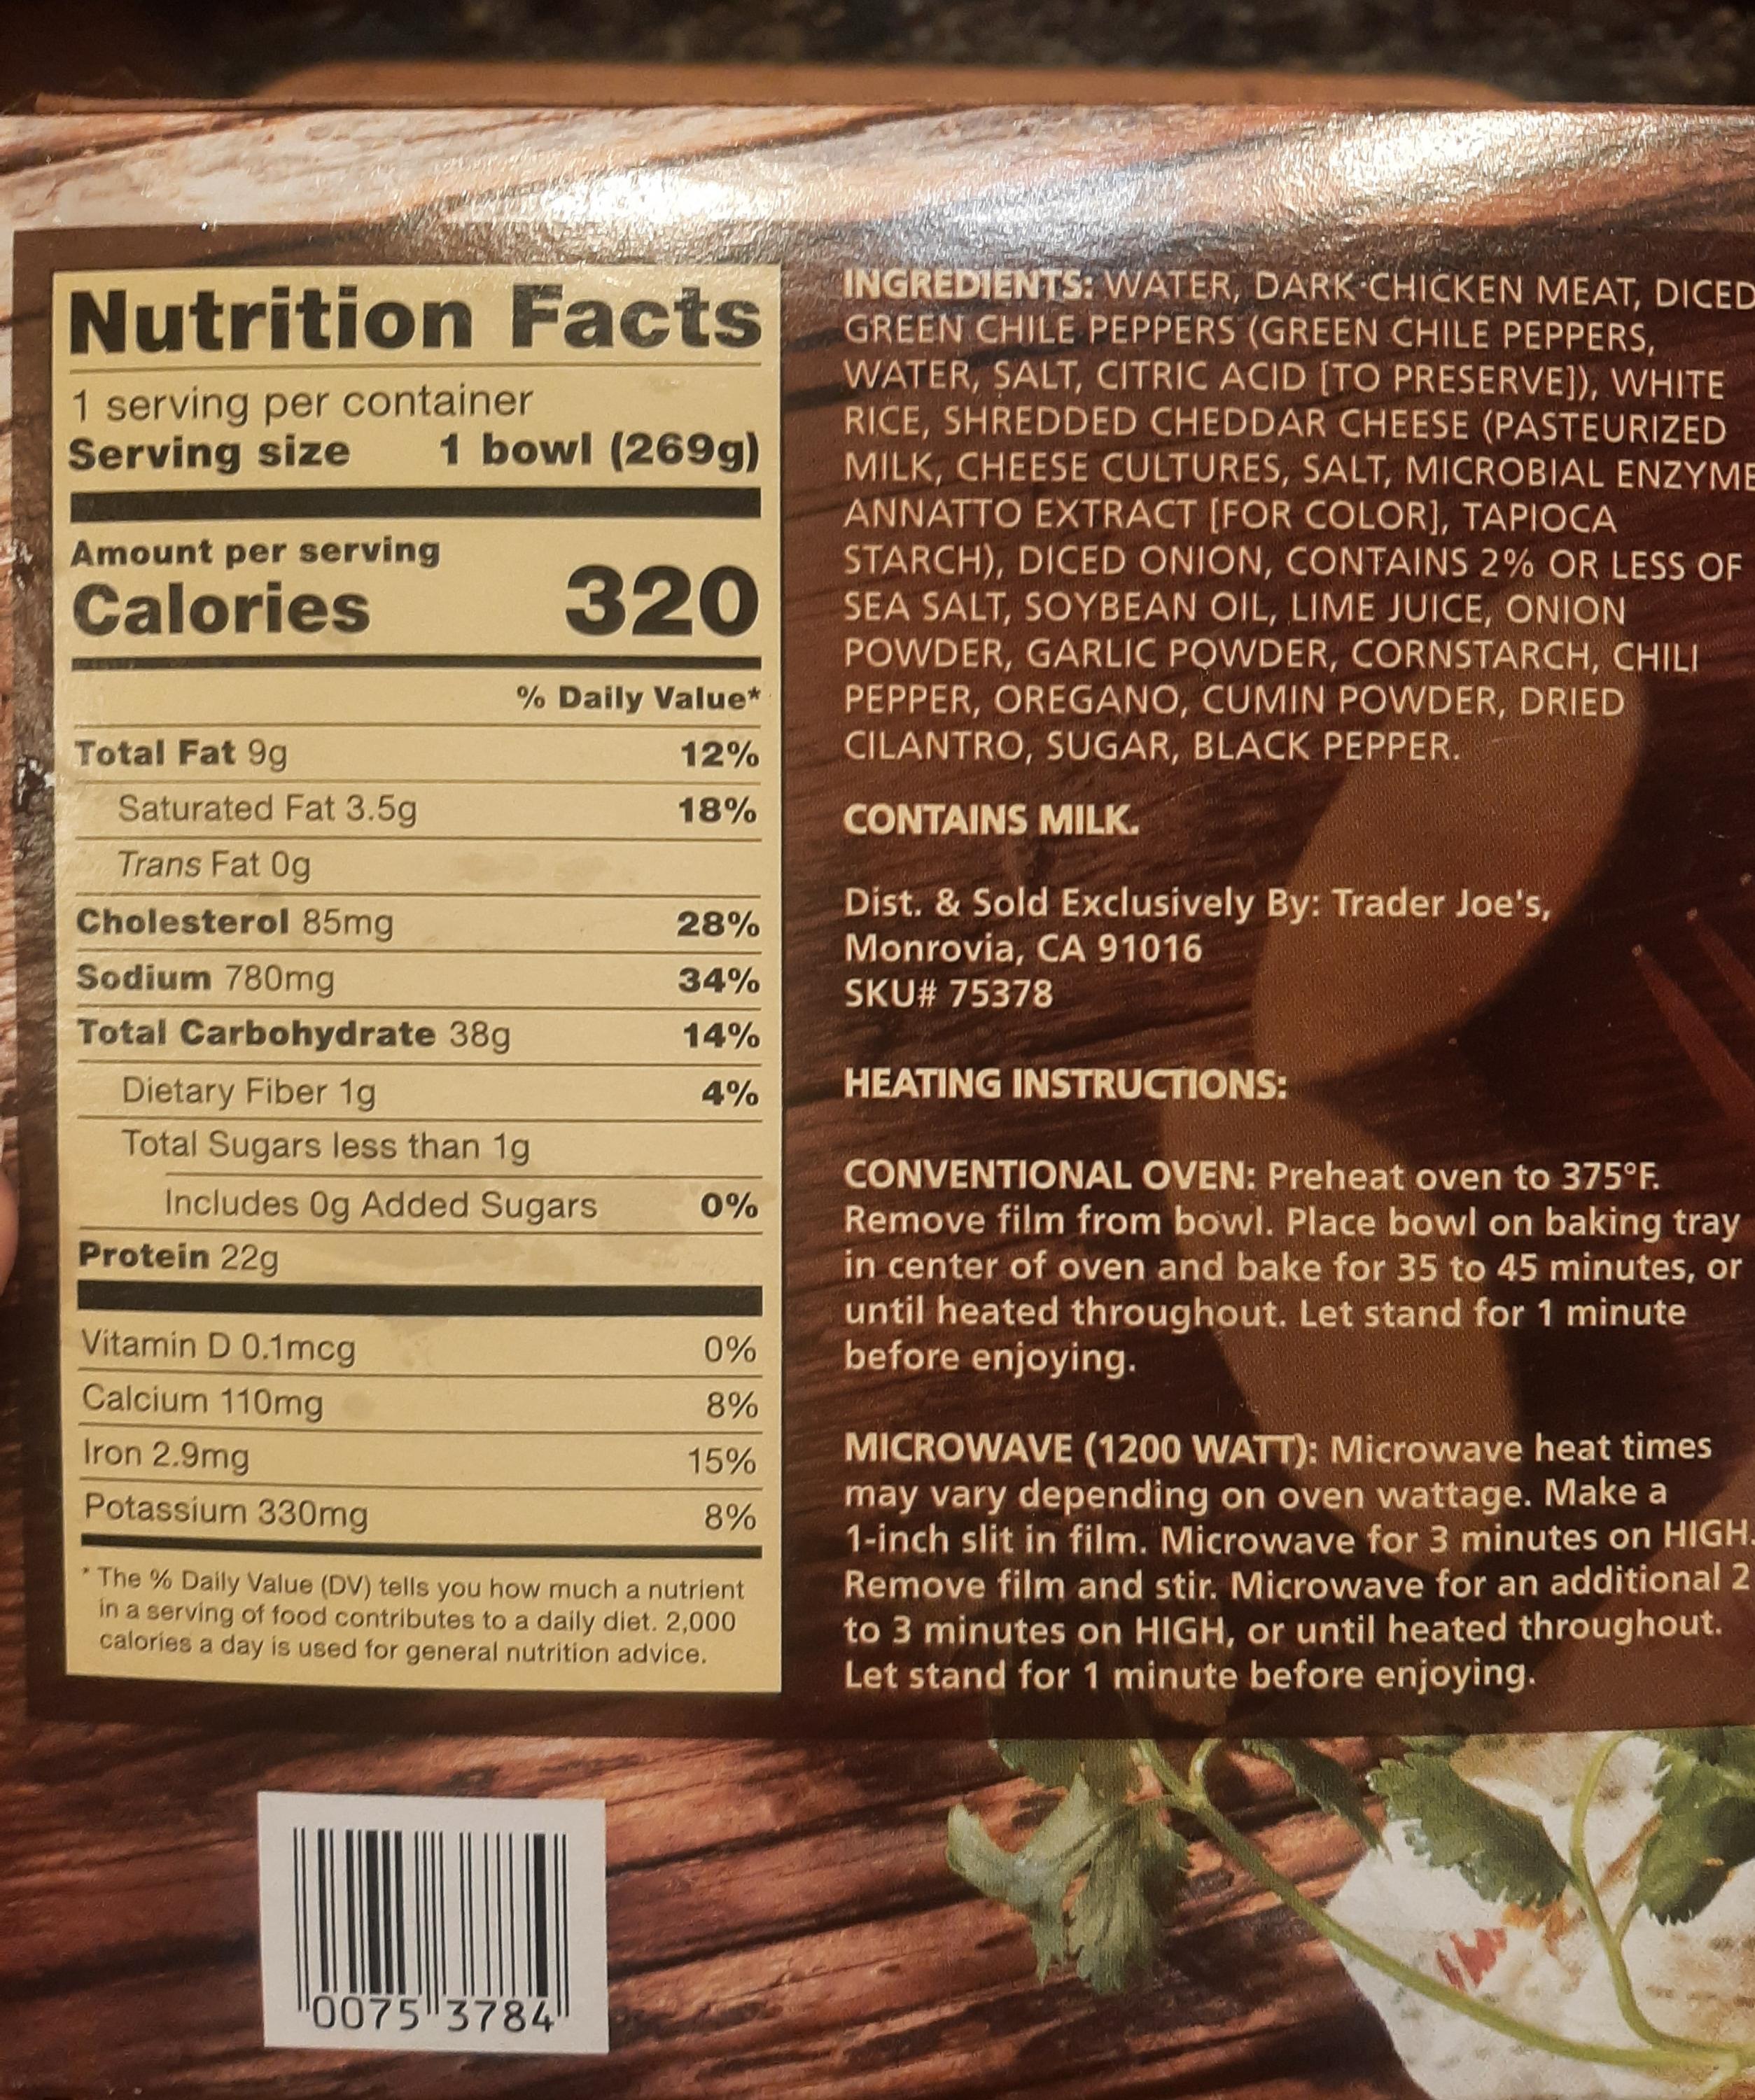 Nutrition Facts
1 serving per container
Serving size 1 bowl (269g)
Amount per serving
Calories 320
% Daily Value*
Total Fat 9g 12%
Saturated Fat 3.5g 18%
Trans Fat 0g
Cholesterol 85mg 28%
Sodium 780mg 34%
Total Carbohydrate 38g 14%
Dietary Fiber 1g 4%
Total Sugars less than 1g
Includes 0g Added Sugars 0%
Protein 22g
Vitamin D 0.1mcg 0%
Calcium 110mg 8%
Iron 2.9mg 15%
Potassium 330mg 8%
* The % Daily Value (DV) tells you how much a nutrient
in a serving of food contributes to a daily diet. 2,000
calories a day is used for general nutrition advice.
INGREDIENTS: WATER, DARK CHICKEN MEAT, DICED
GREEN CHILE PEPPERS (GREEN CHILE PEPPERS,
WATER, SALT, CITRIC ACID [TO PRESERVE]), WHITE
RICE, SHREDDED CHEDDAR CHEESE (PASTEURIZED
MILK, CHEESE CULTURES, SALT, MICROBIAL ENZYME
ANNATTO EXTRACT [FOR COLOR], TAPIOCA
STARCH), DICED ONION, CONTAINS 2% OR LESS OF
SEA SALT, SOYBEAN OIL, LIME JUICE, ONION
POWDER, GARLIC POWDER, CORNSTARCH, CHILI
PEPPER, OREGANO, CUMIN POWDER, DRIED
CILANTRO, SUGAR, BLACK PEPPER.
CONTAINS MILK.
Dist. & Sold Exclusively By: Trader Joe's,
Monrovia, CA 91016
SKU# 75378
HEATING INSTRUCTIONS:
CONVENTIONAL OVEN: Preheat oven to 375°F.
Remove film from bowl. Place bowl on baking tray
in center of oven and bake for 35 to 45 minutes, or
until heated throughout. Let stand for 1 minute
before enjoying.
MICROWAVE (1200 WATT): Microwave heat times
may vary depending on oven wattage. Make a
1-inch slit in film. Microwave for 3 minutes on HIGH.
Remove film and stir. Microwave for an additional 2
to 3 minutes on HIGH, or until heated throughout.
Let stand for 1 minute before enjoying.
0075 3784